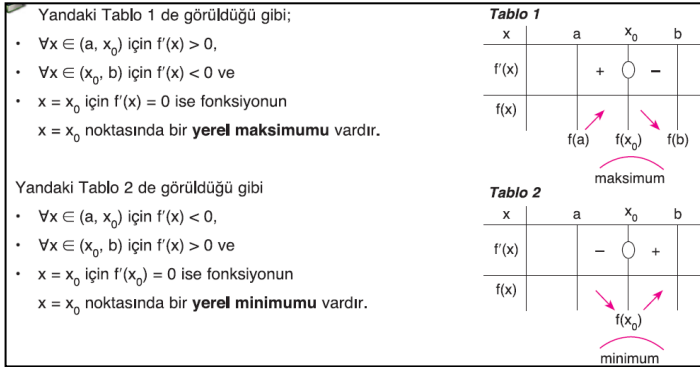 Yandaki Tablo 1 de görüldüğü gibi;
• ∀x ∈ (a, x₀) için f'(x) > 0,
• ∀x ∈ (x₀, b) için f'(x) < 0 ve
• x = x₀ için f'(x) = 0 ise fonksiyonun
x = x₀ noktasında bir yerel maksimumu vardır.
Tablo 1
x a x₀ b
f'(x) + 0 –
f(x)
f(a) f(x₀) f(b)
maksimum
Yandaki Tablo 2 de görüldüğü gibi
• ∀x ∈ (a, x₀) için f'(x) < 0,
• ∀x ∈ (x₀, b) için f'(x) > 0 ve
• x = x₀ için f'(x₀) = 0 ise fonksiyonun
x = x₀ noktasında bir yerel minimumu vardır.
Tablo 2
x a x₀ b
f'(x) – 0 +
f(x)
f(x₀)
minimum